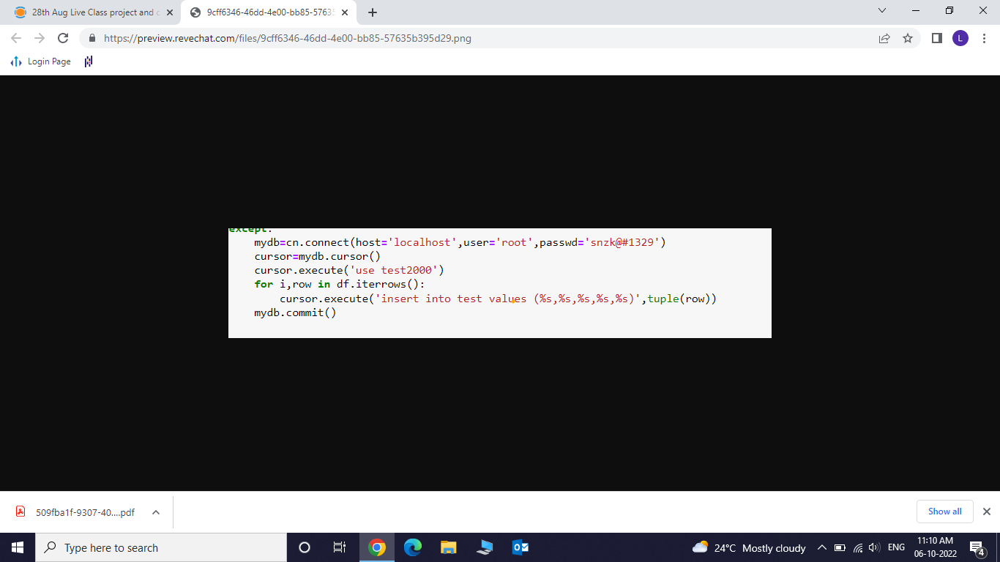 28th Aug Live Class project and
9cff6346-46dd-4e00-bb85-5763
https://preview.revechat.com/files/9cff6346-46dd-4e00-bb85-57635b395d29.png
L
Login Page
except:
mydb=cn.connect(host='localhost',user='root',passwd='snzk@#1329')
cursor=mydb.cursor()
cursor.execute('use test2000')
for i,row in df.iterrows():
cursor.execute('insert into test values (%s,%s,%s,%s,%s)',tuple(row))
mydb.commit()
509fba1f-9307-40....pdf
Show all
Type here to search
24°C Mostly cloudy
ENG
11:10 AM
06-10-2022
4